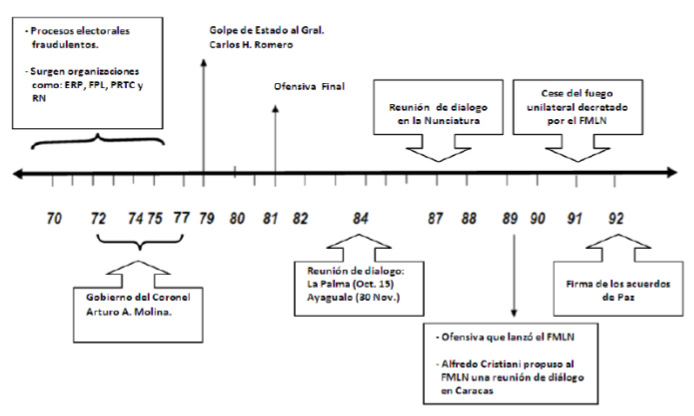 - Procesos electorales
fraudulentos.
- Surgen organizaciones
como: ERP, FPL, PRTC y
RN
Golpe de Estado al Gral.
Carlos H. Romero
Ofensiva Final
Reunión de dialogo
en la Nunciatura
Cese del fuego
unilateral decretado
por el FMLN
70 72 74 75 77 79 80 81 82 84 87 88 89 90 91 92
Gobierno del Coronel
Arturo A. Molina.
Reunión de dialogo:
La Palma (Oct. 15)
Ayagualo (30 Nov.)
- Ofensiva que lanzó el FMLN
- Alfredo Cristiani propuso al
FMLN una reunión de diálogo
en Caracas
Firma de los acuerdos
de Paz